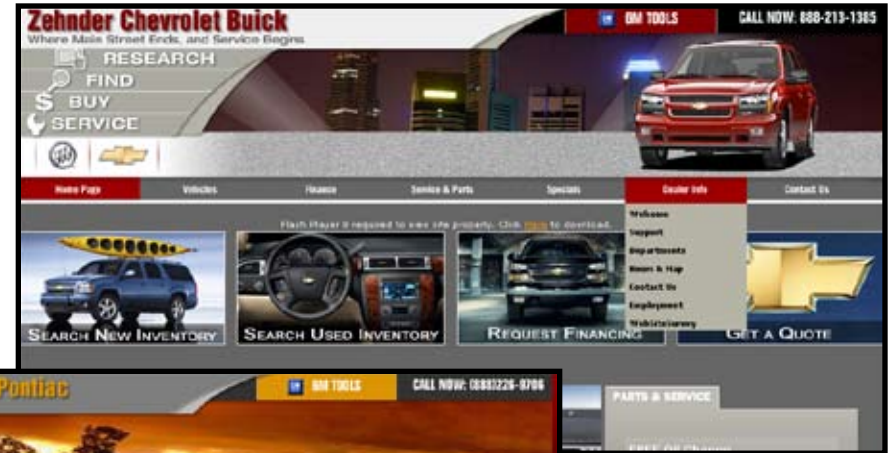 Zehnder Chevrolet Buick
Where Main Street Ends, and Service Begins
GM TOOLS
CALL NOW: 888-213-1385
RESEARCH
FIND
$ BUY
SERVICE
Home Page Vehicles Finance Service & Parts Specials Dealer Info Contact Us
Flash Player 8 required to view site properly. Click here to download.
Welcome
Support
Departments
Hours & Map
Contact Us
Employment
Website Survey
SEARCH NEW INVENTORY
SEARCH USED INVENTORY
REQUEST FINANCING
GET A QUOTE
Pontiac
GM TOOLS
CALL NOW: (888)226-9706
PARTS & SERVICE